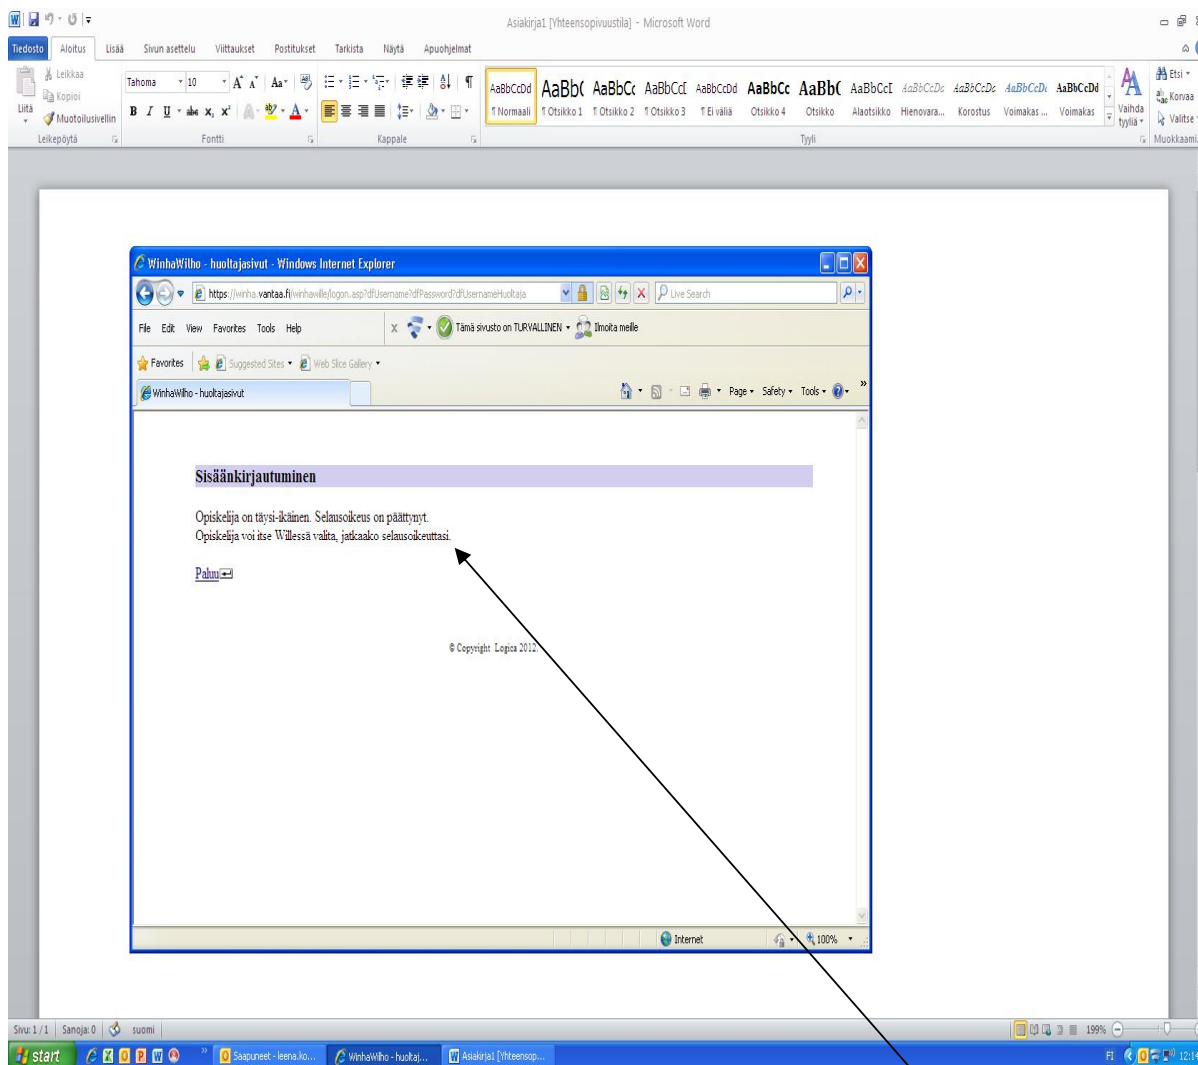 Asiakirja1 [Yhteensopivuustila] - Microsoft Word
Tiedosto Aloitus Lisää Sivun asettelu Viittaukset Postitukset Tarkista Näytä Apuohjelmat
Liitä
Leikkaa
Kopioi
Muotoilusivellin
Leikepöytä
Tahoma 10
Fontti
Kappale
AaBbCcDd AaBb( AaBbCc AaBbCcI AaBbCcDd AaBbCc AaBb( AaBbCcI AaBbCcDc AaBbCcDc AaBbCcDc AaBbCcDd
¶ Normaali ¶ Otsikko 1 ¶ Otsikko 2 ¶ Otsikko 3 ¶ Ei väliä Otsikko 4 Otsikko Alaotsikko Hienovara... Korostus Voimakas ... Voimakas
Tyyli
Vaihda tyyliä
Etsi
Korvaa
Valitse
Muokkaami
WinhaWilho - huoltajasivut - Windows Internet Explorer
https://winha.vantaa.fi/winhawille/logon.asp?dfUsername?dfPassword?dfUsernameHuoltaja
Live Search
File Edit View Favorites Tools Help
x Tämä sivusto on TURVALLINEN Ilmoita meille
Favorites Suggested Sites Web Slice Gallery
WinhaWilho - huoltajasivut
Page Safety Tools »
Sisäänkirjautuminen
Opiskelija on täysi-ikäinen. Selausoikeus on päättynyt.
Opiskelija voi itse Willessä valita, jatkaako selausoikeuttasi.
Paluu
© Copyright Logica 2012.
Internet 100%
Sivu: 1/1 Sanoja: 0 suomi 199%
start » Saapuneet - leena.ko... WinhaWilho - huoltaj... Asiakirja1 [Yhteensop... FI 12:14